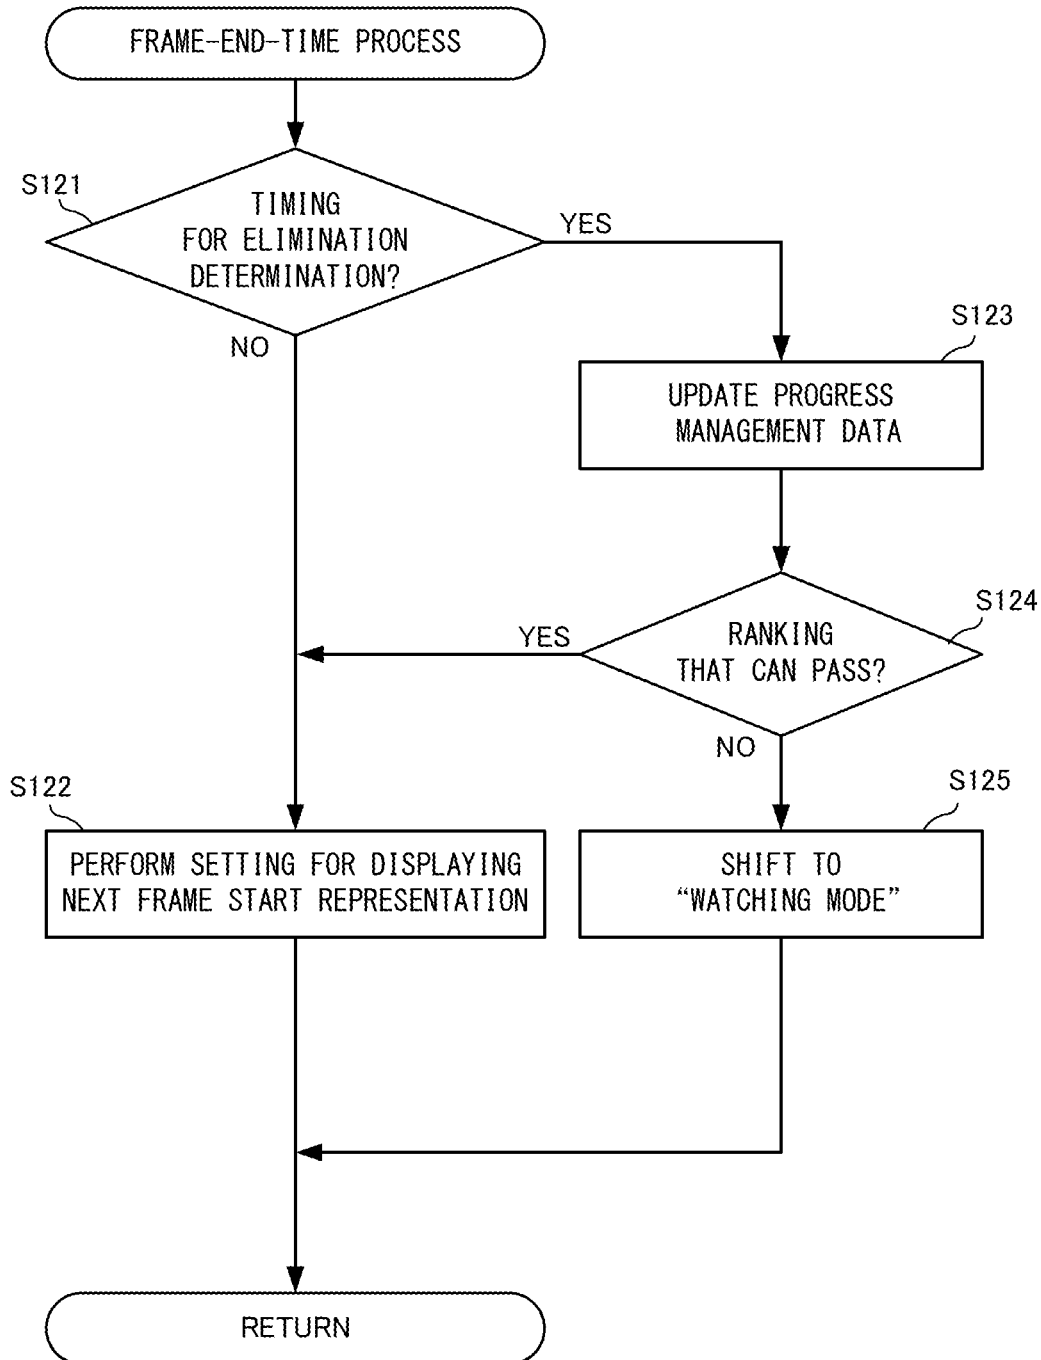 FRAME-END-TIME PROCESS
S121
TIMING
FOR ELIMINATION
DETERMINATION?
YES
NO
S123
UPDATE PROGRESS
MANAGEMENT DATA
S124
RANKING
THAT CAN PASS?
YES
NO
S122
PERFORM SETTING FOR DISPLAYING
NEXT FRAME START REPRESENTATION
S125
SHIFT TO
“WATCHING MODE”
RETURN